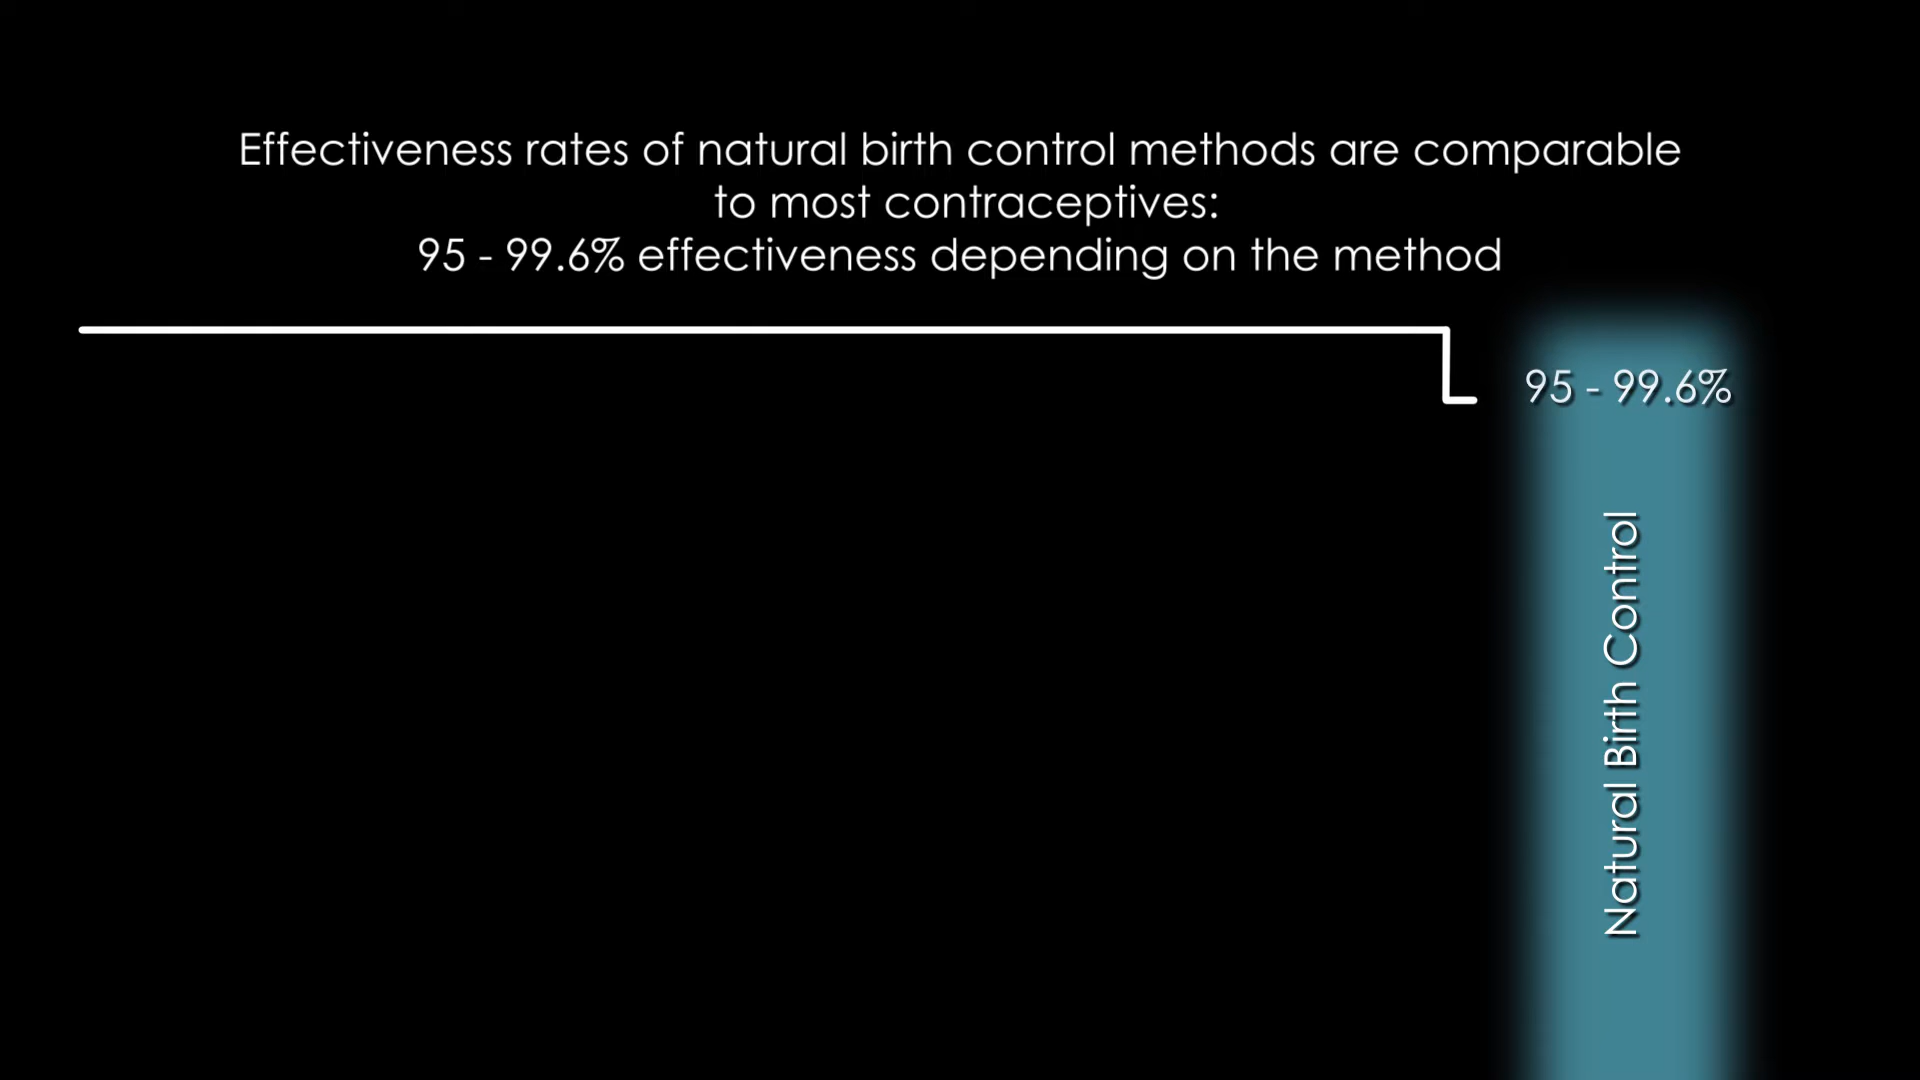 Effectiveness rates of natural birth control methods are comparable
to most contraceptives:
95 - 99.6% effectiveness depending on the method
95 - 99.6%
Natural Birth Control